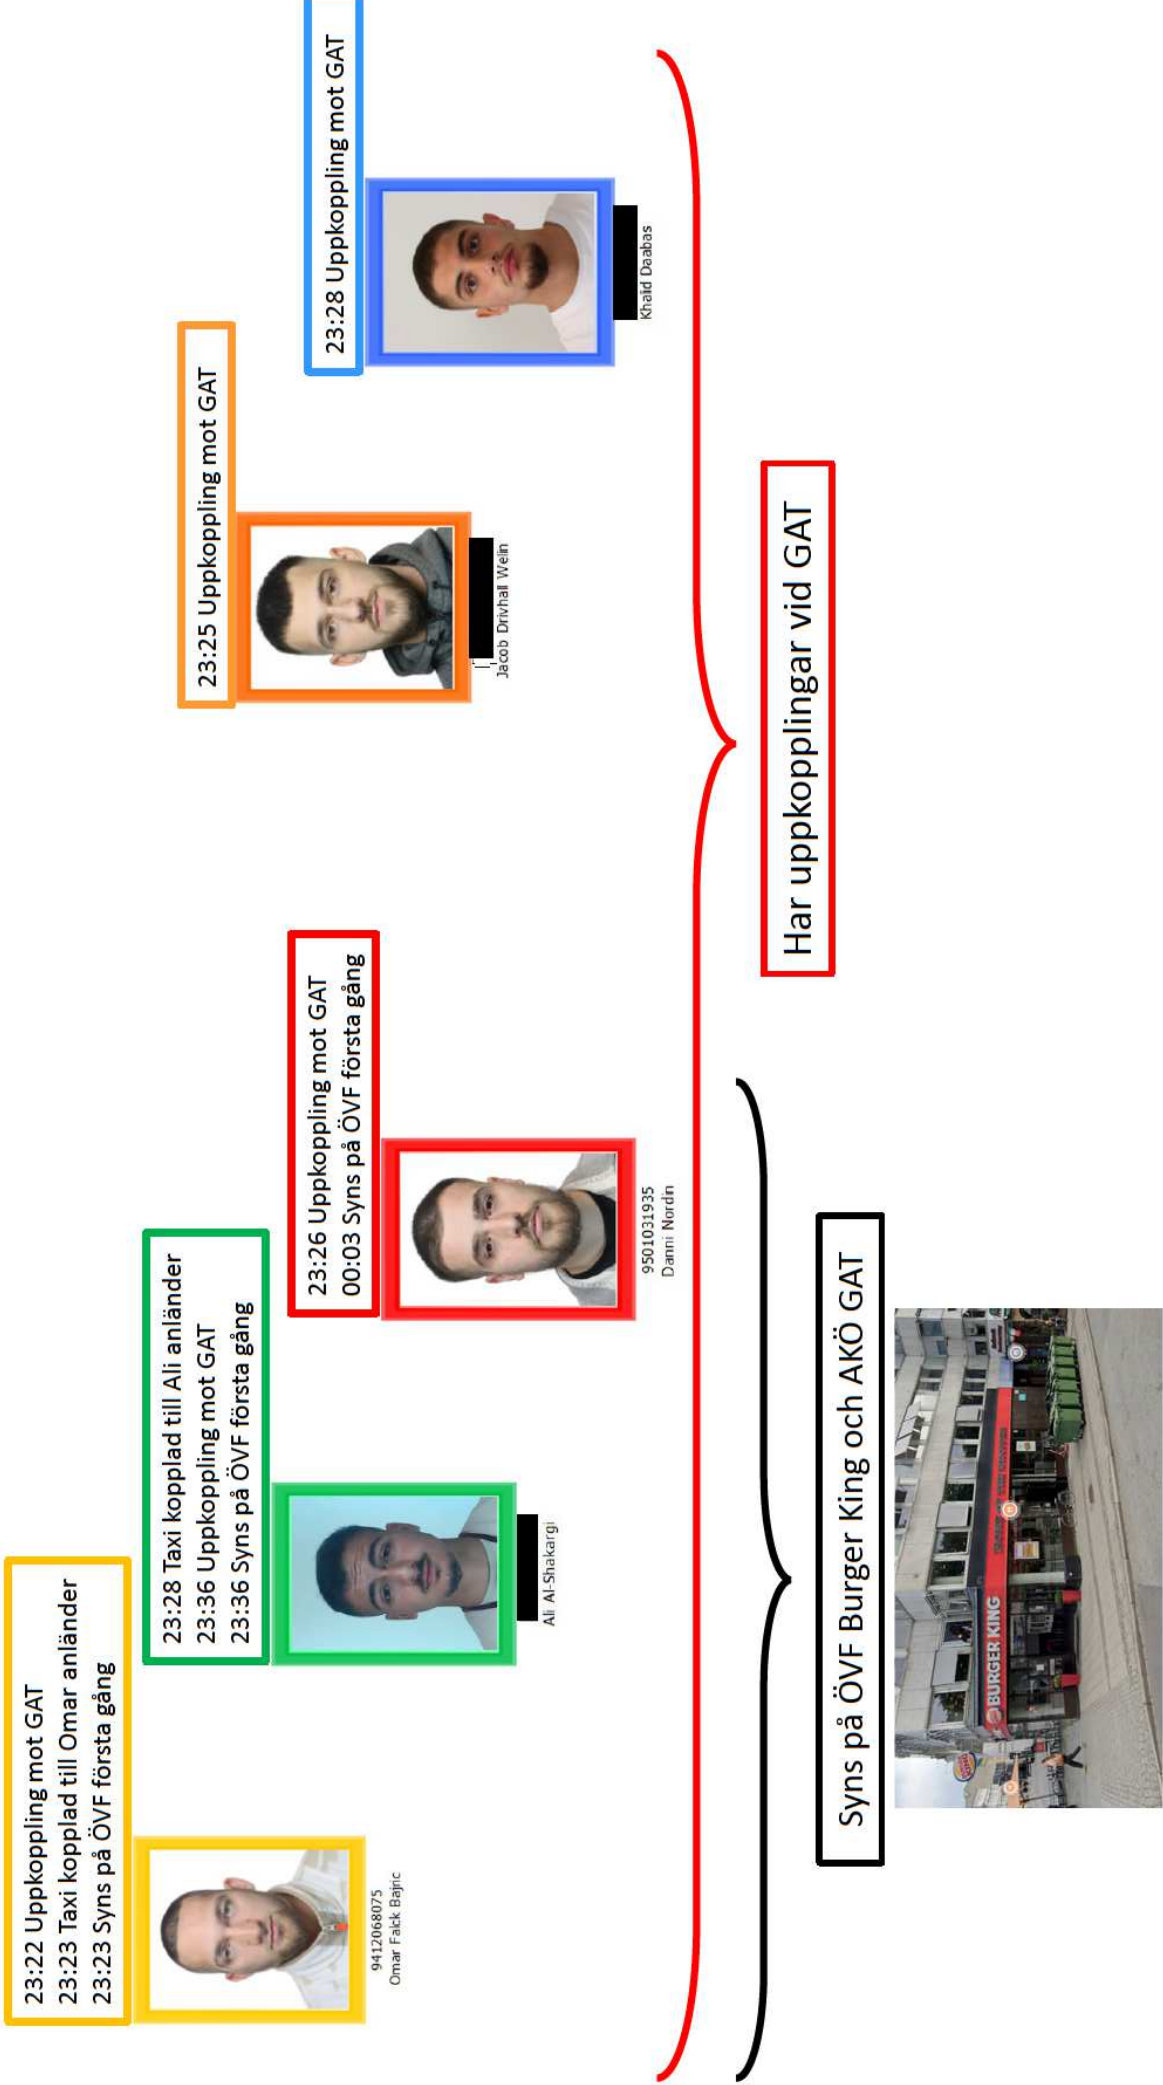 23:22 Uppkoppling mot GAT
23:23 Taxi kopplad till Omar anländer
23:23 Syns på ÖVF första gång
9412068075
Omar Falck Bajric
23:28 Taxi kopplad till Ali anländer
23:36 Uppkoppling mot GAT
23:36 Syns på ÖVF första gång
Ali Al-Shakargi
23:26 Uppkoppling mot GAT
00:03 Syns på ÖVF första gång
9501031935
Danni Nordin
23:25 Uppkoppling mot GAT
Jacob Drivhall Welin
23:28 Uppkoppling mot GAT
Khalid Daabas
Har uppkopplingar vid GAT
Syns på ÖVF Burger King och AKÖ GAT
BURGER KING